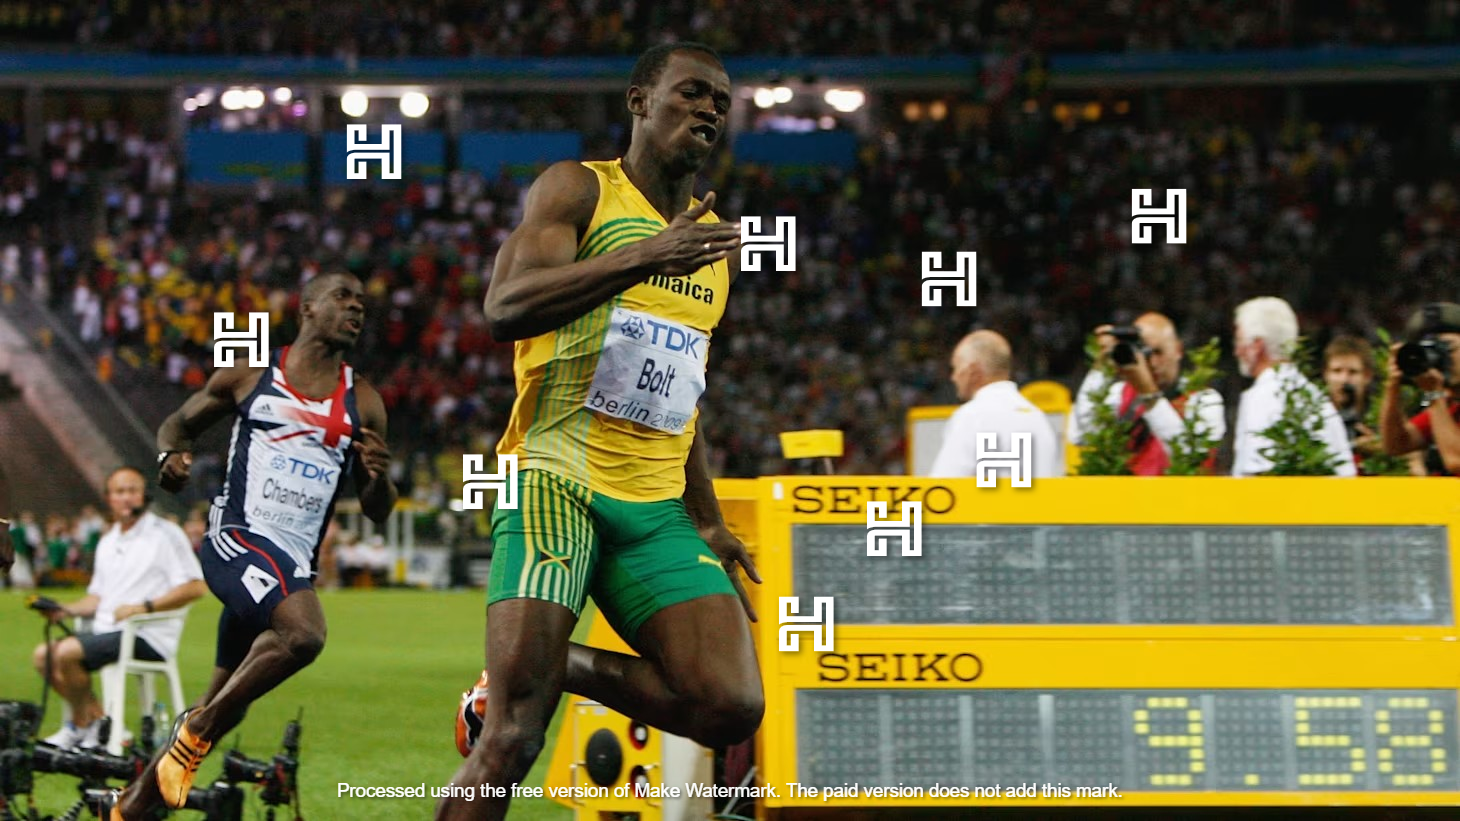 maica
TDK
Bolt
berlin 2009
TDK
Chambers
berlin
SEIKO
SEIKO
9.58
Processed using the free version of Make Watermark. The paid version does not add this mark.